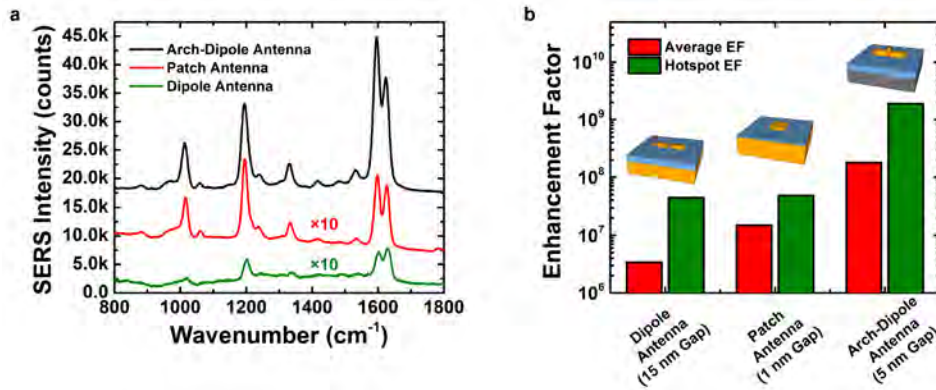 a
SERS Intensity (counts)
45.0k
40.0k
35.0k
30.0k
25.0k
20.0k
15.0k
10.0k
5.0k
0.0
Arch-Dipole Antenna
Patch Antenna
Dipole Antenna
×10
×10
800 1000 1200 1400 1600 1800
Wavenumber (cm⁻¹)
b
Enhancement Factor
10¹⁰
10⁹
10⁸
10⁷
10⁶
Average EF
Hotspot EF
Dipole
Antenna
(15 nm Gap)
Patch
Antenna
(1 nm Gap)
Arch-Dipole
Antenna
(5 nm Gap)